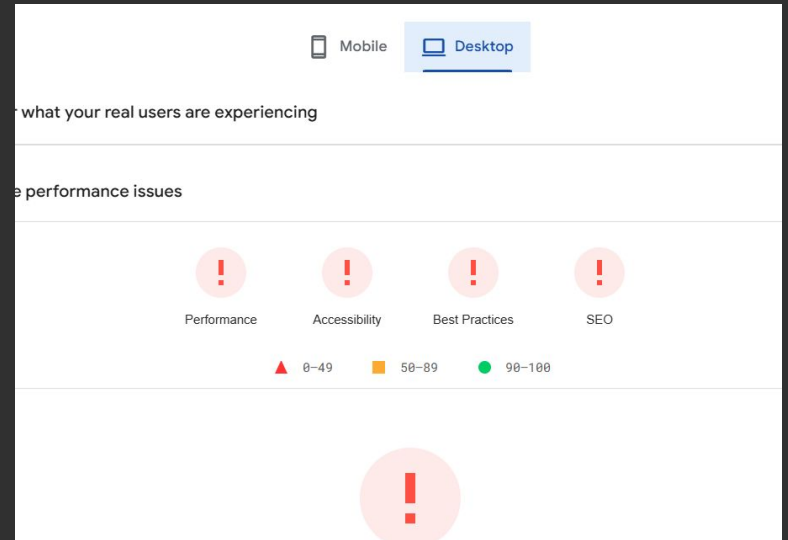 Mobile Desktop
what your real users are experiencing
e performance issues
! ! ! !
Performance Accessibility Best Practices SEO
0–49 50–89 90–100
!